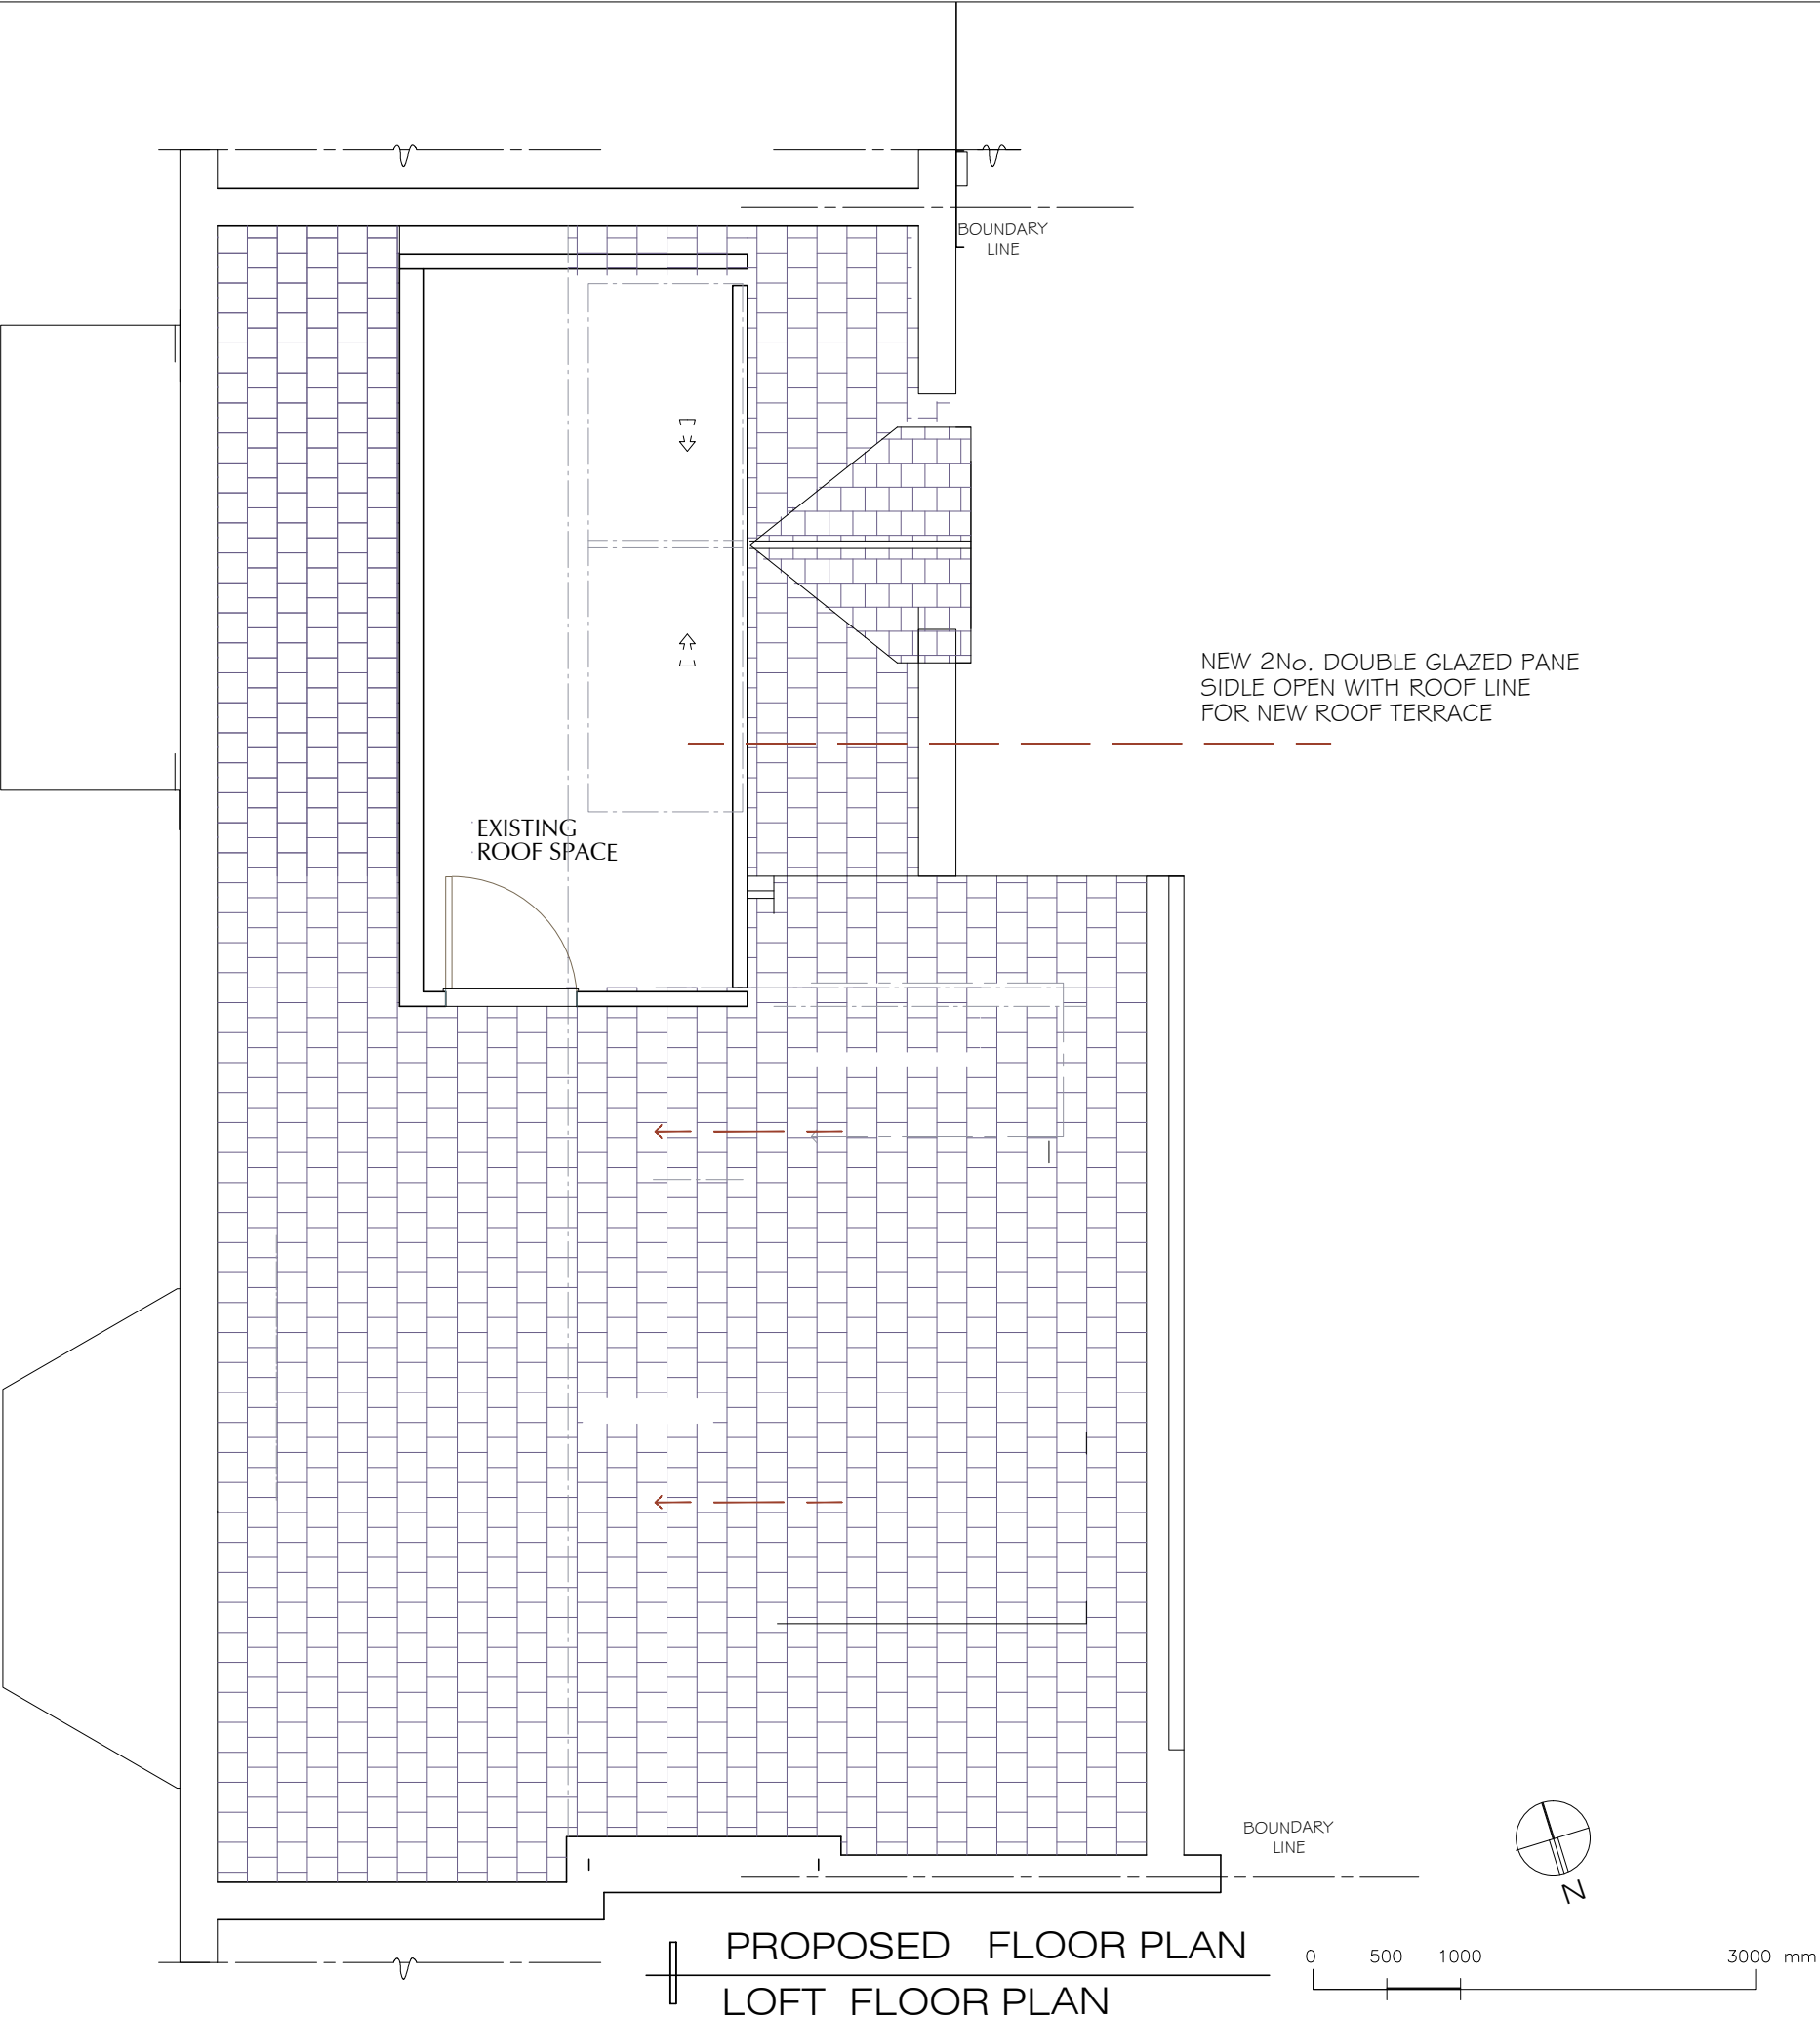 BOUNDARY
LINE
NEW 2No. DOUBLE GLAZED PANE
SIDLE OPEN WITH ROOF LINE
FOR NEW ROOF TERRACE
EXISTING
ROOF SPACE
BOUNDARY
LINE
N
PROPOSED FLOOR PLAN
LOFT FLOOR PLAN
0 500 1000 3000 mm